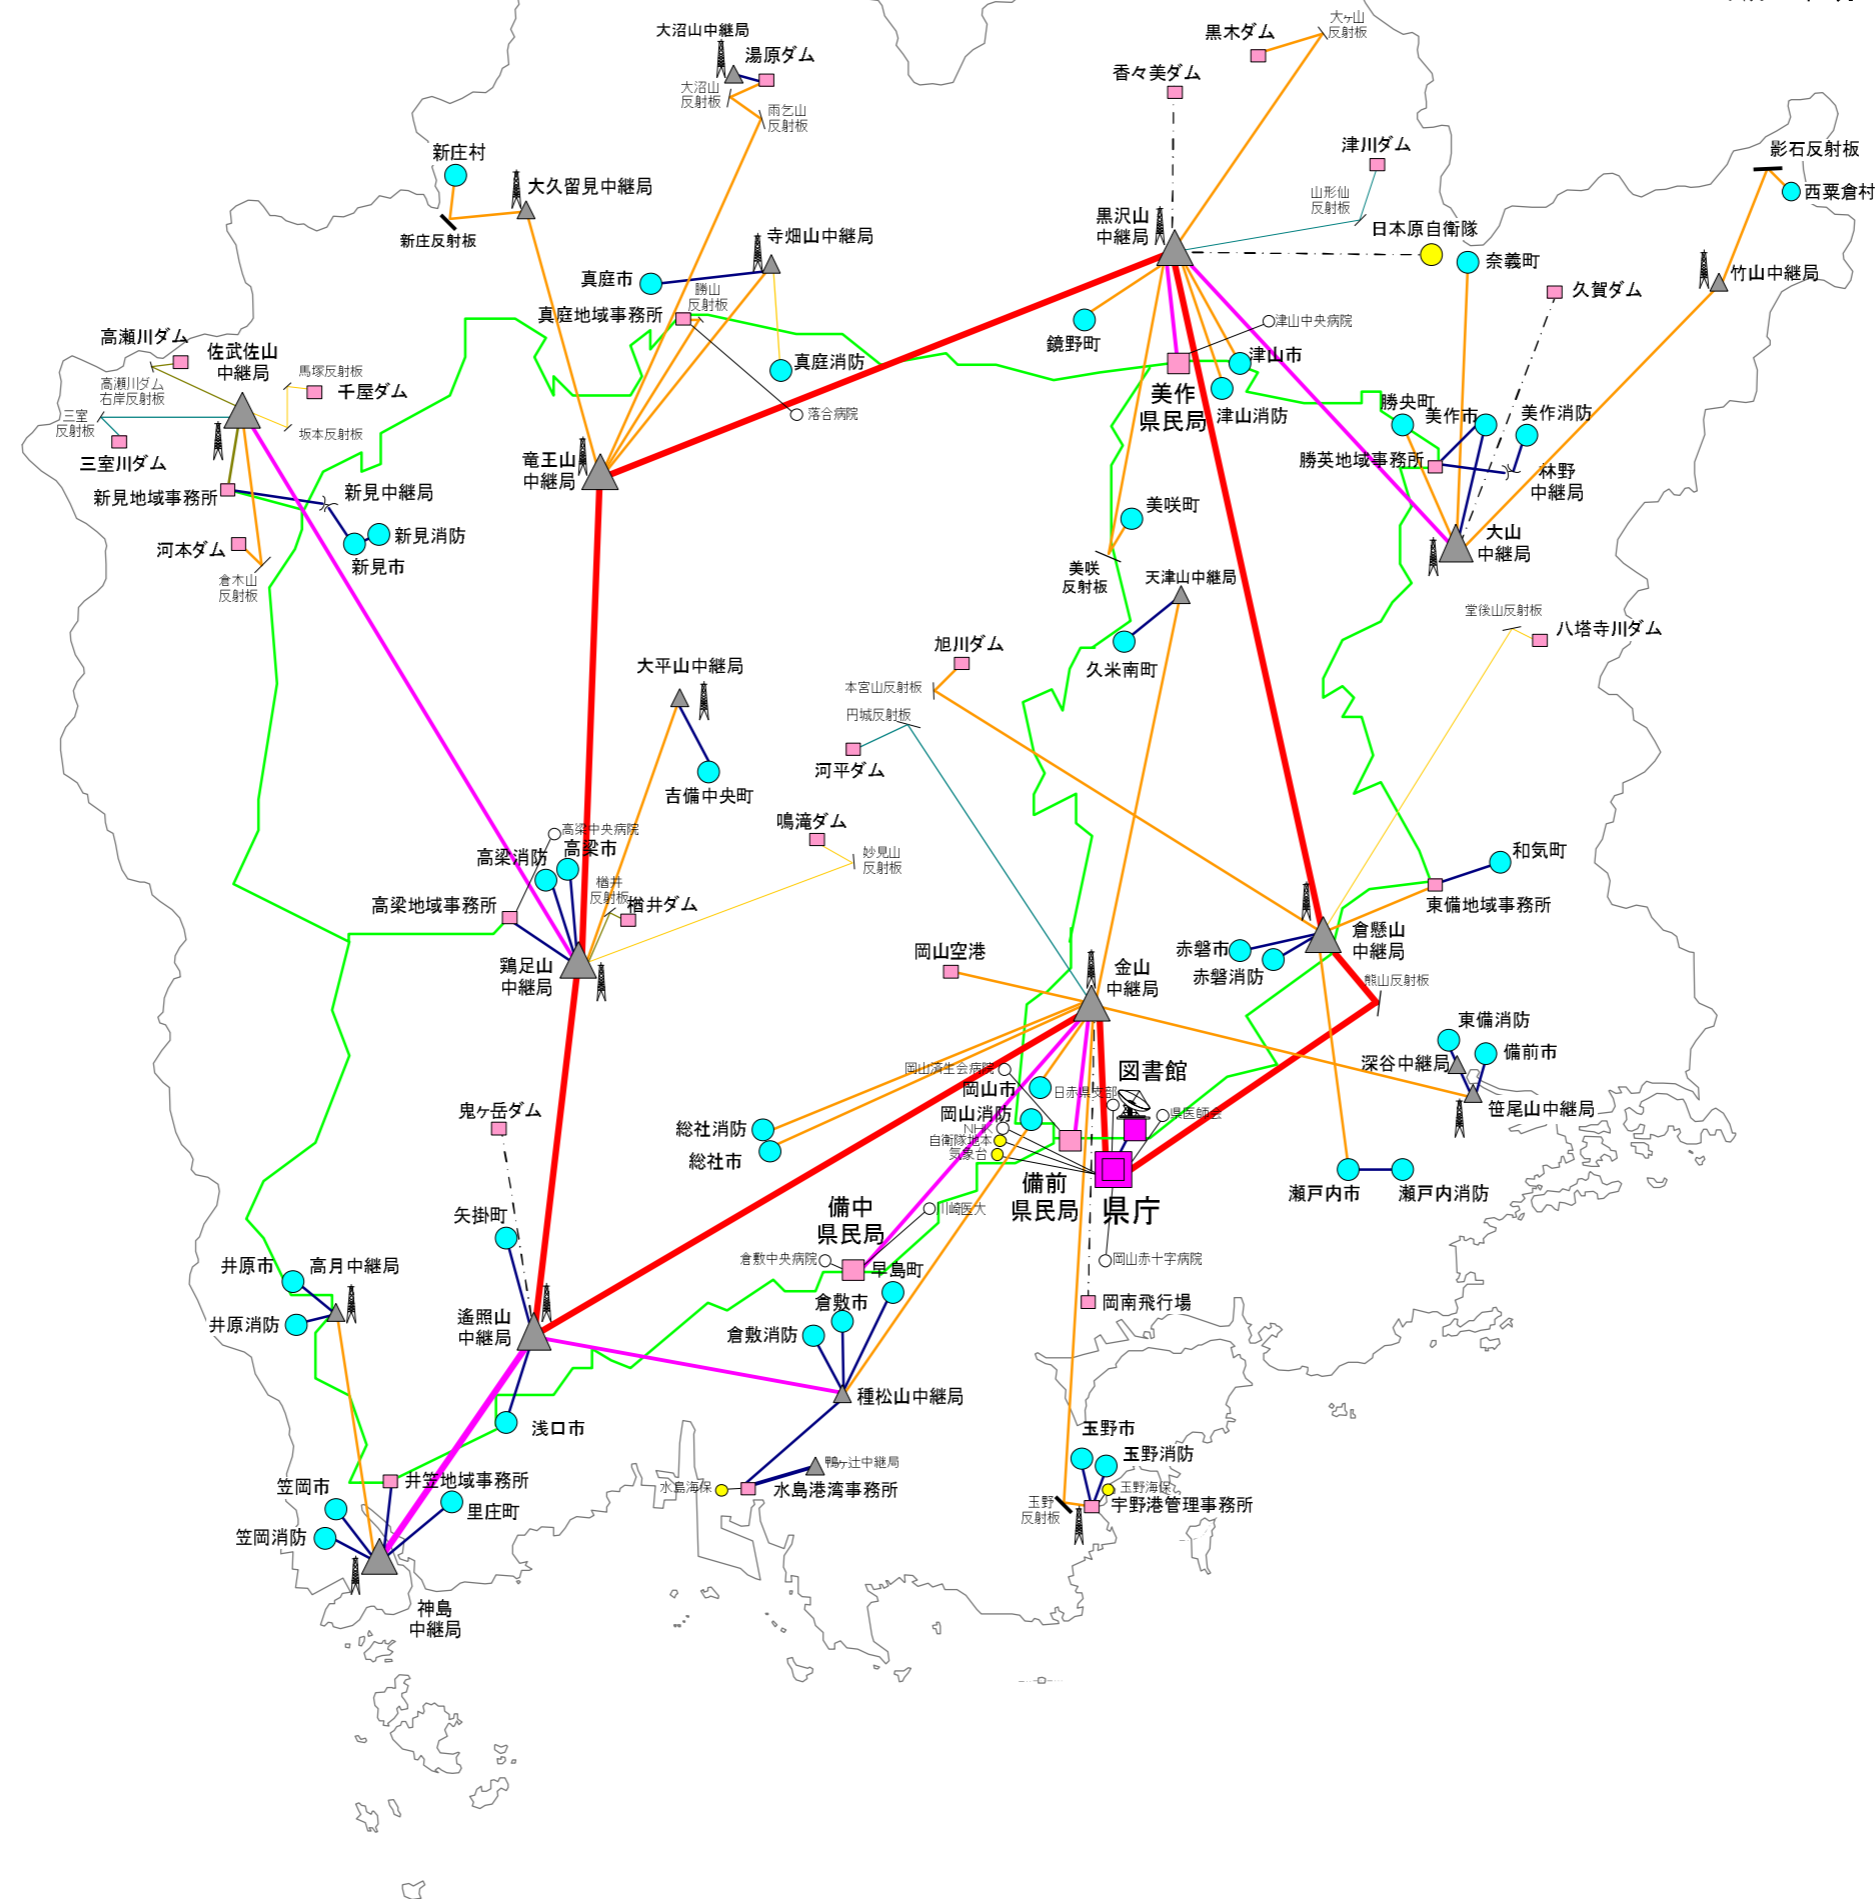 大沼山中継局
湯原ダム
大沼山
反射板
雨乞山
反射板
黒木ダム
大ヶ山
反射板
香々美ダム
津川ダム
山形仙
反射板
影石反射板
西粟倉村
新庄村
大久留見中継局
新庄反射板
寺畑山中継局
真庭市
勝山
反射板
真庭地域事務所
真庭消防
落合病院
黒沢山
中継局
日本原自衛隊
奈義町
竹山中継局
久賀ダム
鏡野町
津山中央病院
津山市
美作
県民局
津山消防
高瀬川ダム
佐武佐山
中継局
馬塚反射板
千屋ダム
高瀬川ダム
右岸反射板
三室
反射板
坂本反射板
三室川ダム
新見地域事務所
新見中継局
新見消防
新見市
河本ダム
倉木山
反射板
竜王山
中継局
勝央町
美作市
美作消防
勝英地域事務所
林野
中継局
大山
中継局
美咲町
美咲
反射板
天津山中継局
久米南町
堂後山反射板
八塔寺川ダム
旭川ダム
本宮山反射板
円城反射板
河平ダム
大平山中継局
吉備中央町
鳴滝ダム
妙見山
反射板
高梁中央病院
高梁消防
高梁市
楢井
反射板
楢井ダム
高梁地域事務所
鶏足山
中継局
和気町
東備地域事務所
倉懸山
中継局
赤磐市
赤磐消防
熊山反射板
岡山空港
金山
中継局
東備消防
深谷中継局
備前市
笹尾山中継局
岡山済生会病院
岡山市
日赤県支部
図書館
岡山消防
県医師会
NHK
自衛隊地本
気象台
備前
県民局
県庁
瀬戸内市
瀬戸内消防
鬼ヶ岳ダム
総社消防
総社市
矢掛町
備中
県民局
川崎医大
倉敷中央病院
早島町
岡山赤十字病院
岡南飛行場
井原市
高月中継局
井原消防
遙照山
中継局
倉敷市
倉敷消防
種松山中継局
浅口市
鴨ヶ辻中継局
水島海保
水島港湾事務所
玉野市
玉野消防
玉野海保
玉野
反射板
宇野港管理事務所
笠岡市
井笠地域事務所
里庄町
笠岡消防
神島
中継局